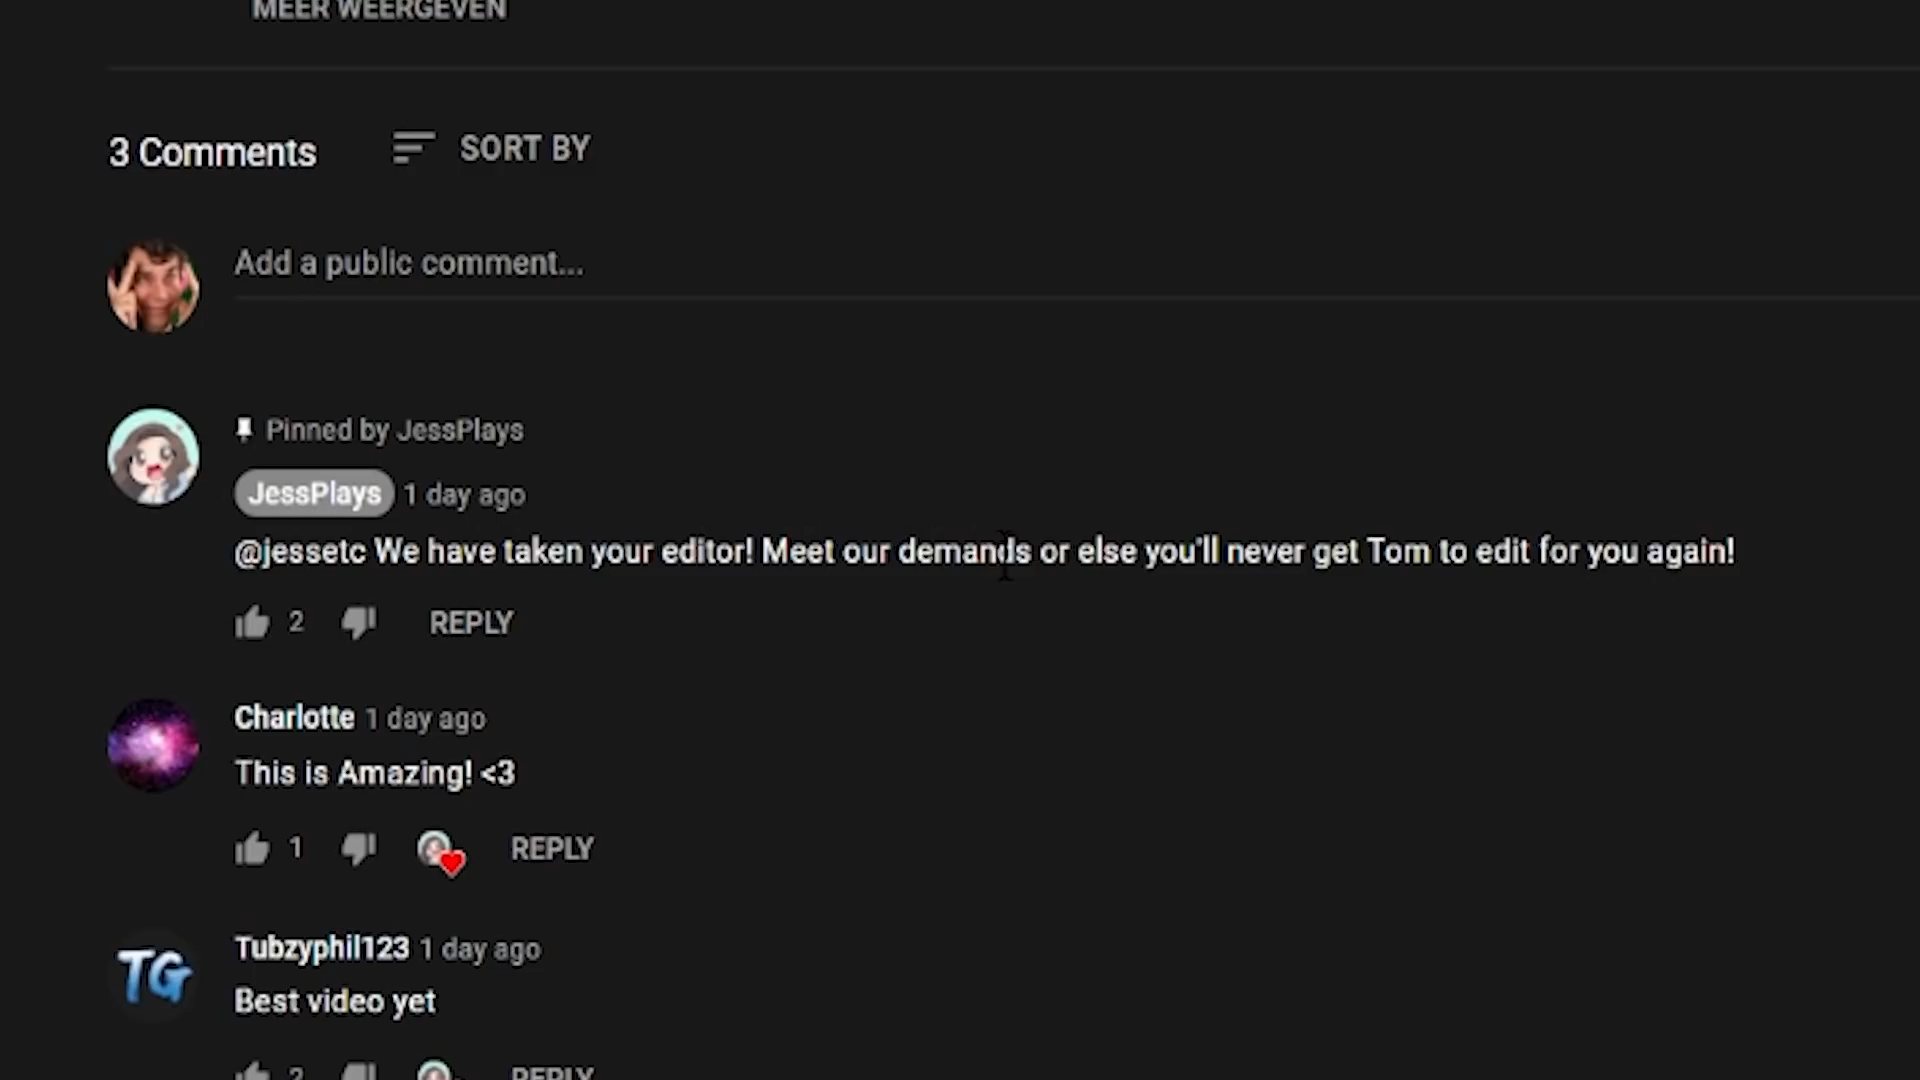 MEER WEERGEVEN
3 Comments SORT BY
Add a public comment...
Pinned by JessPlays
JessPlays 1 day ago
@jessetc We have taken your editor! Meet our demands or else you'll never get Tom to edit for you again!
2 REPLY
Charlotte 1 day ago
This is Amazing! <3
1 REPLY
TG
Tubzyphil123 1 day ago
Best video yet
2 REPLY